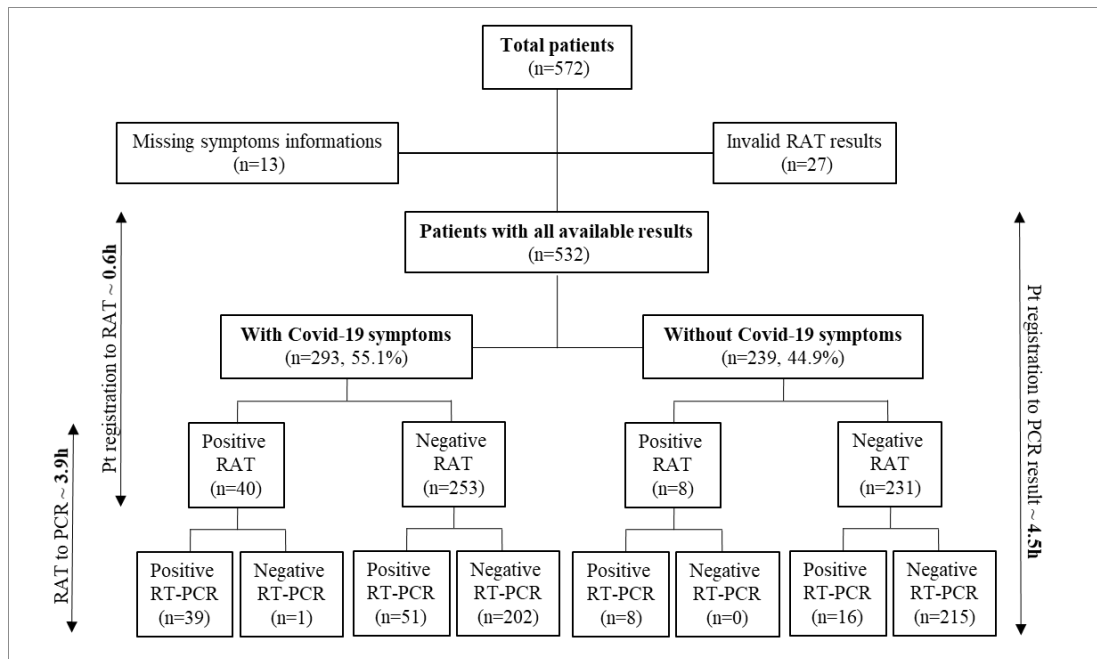 Total patients
(n=572)
Missing symptoms informations
(n=13)
Invalid RAT results
(n=27)
Patients with all available results
(n=532)
With Covid-19 symptoms
(n=293, 55.1%)
Without Covid-19 symptoms
(n=239, 44.9%)
Positive
RAT
(n=40)
Negative
RAT
(n=253)
Positive
RAT
(n=8)
Negative
RAT
(n=231)
Positive
RT-PCR
(n=39)
Negative
RT-PCR
(n=1)
Positive
RT-PCR
(n=51)
Negative
RT-PCR
(n=202)
Positive
RT-PCR
(n=8)
Negative
RT-PCR
(n=0)
Positive
RT-PCR
(n=16)
Negative
RT-PCR
(n=215)
RAT to PCR ~ 3.9h
Pt registration to RAT ~ 0.6h
Pt registration to PCR result ~ 4.5h